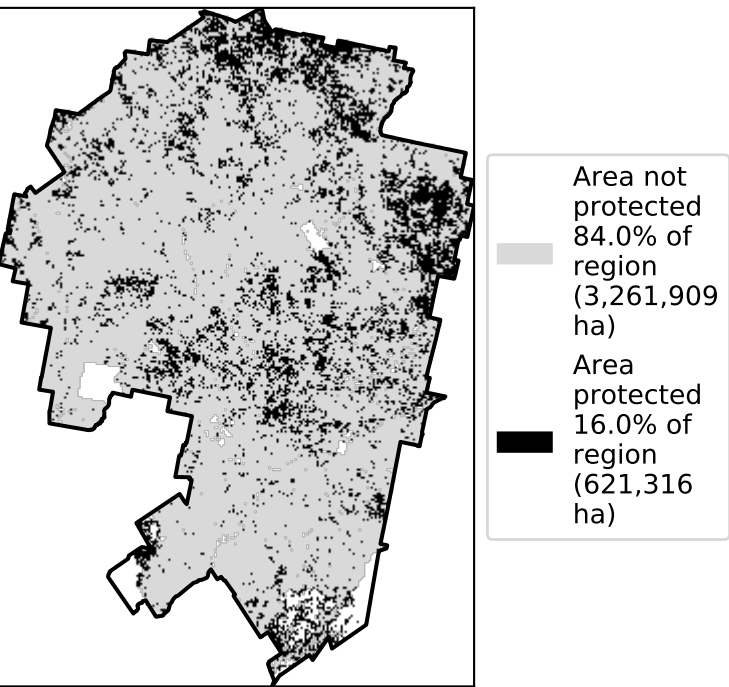 Area not
protected
84.0% of
region
(3,261,909
ha)
Area
protected
16.0% of
region
(621,316
ha)